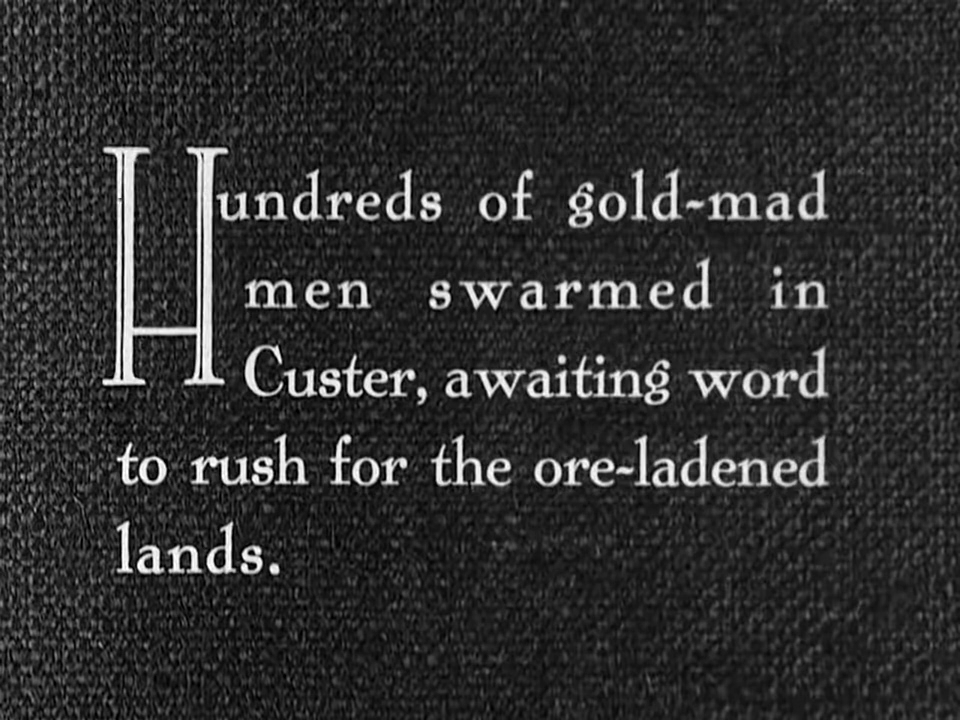 Hundreds of gold-mad
men swarmed in
Custer, awaiting word
to rush for the ore-ladened
lands.